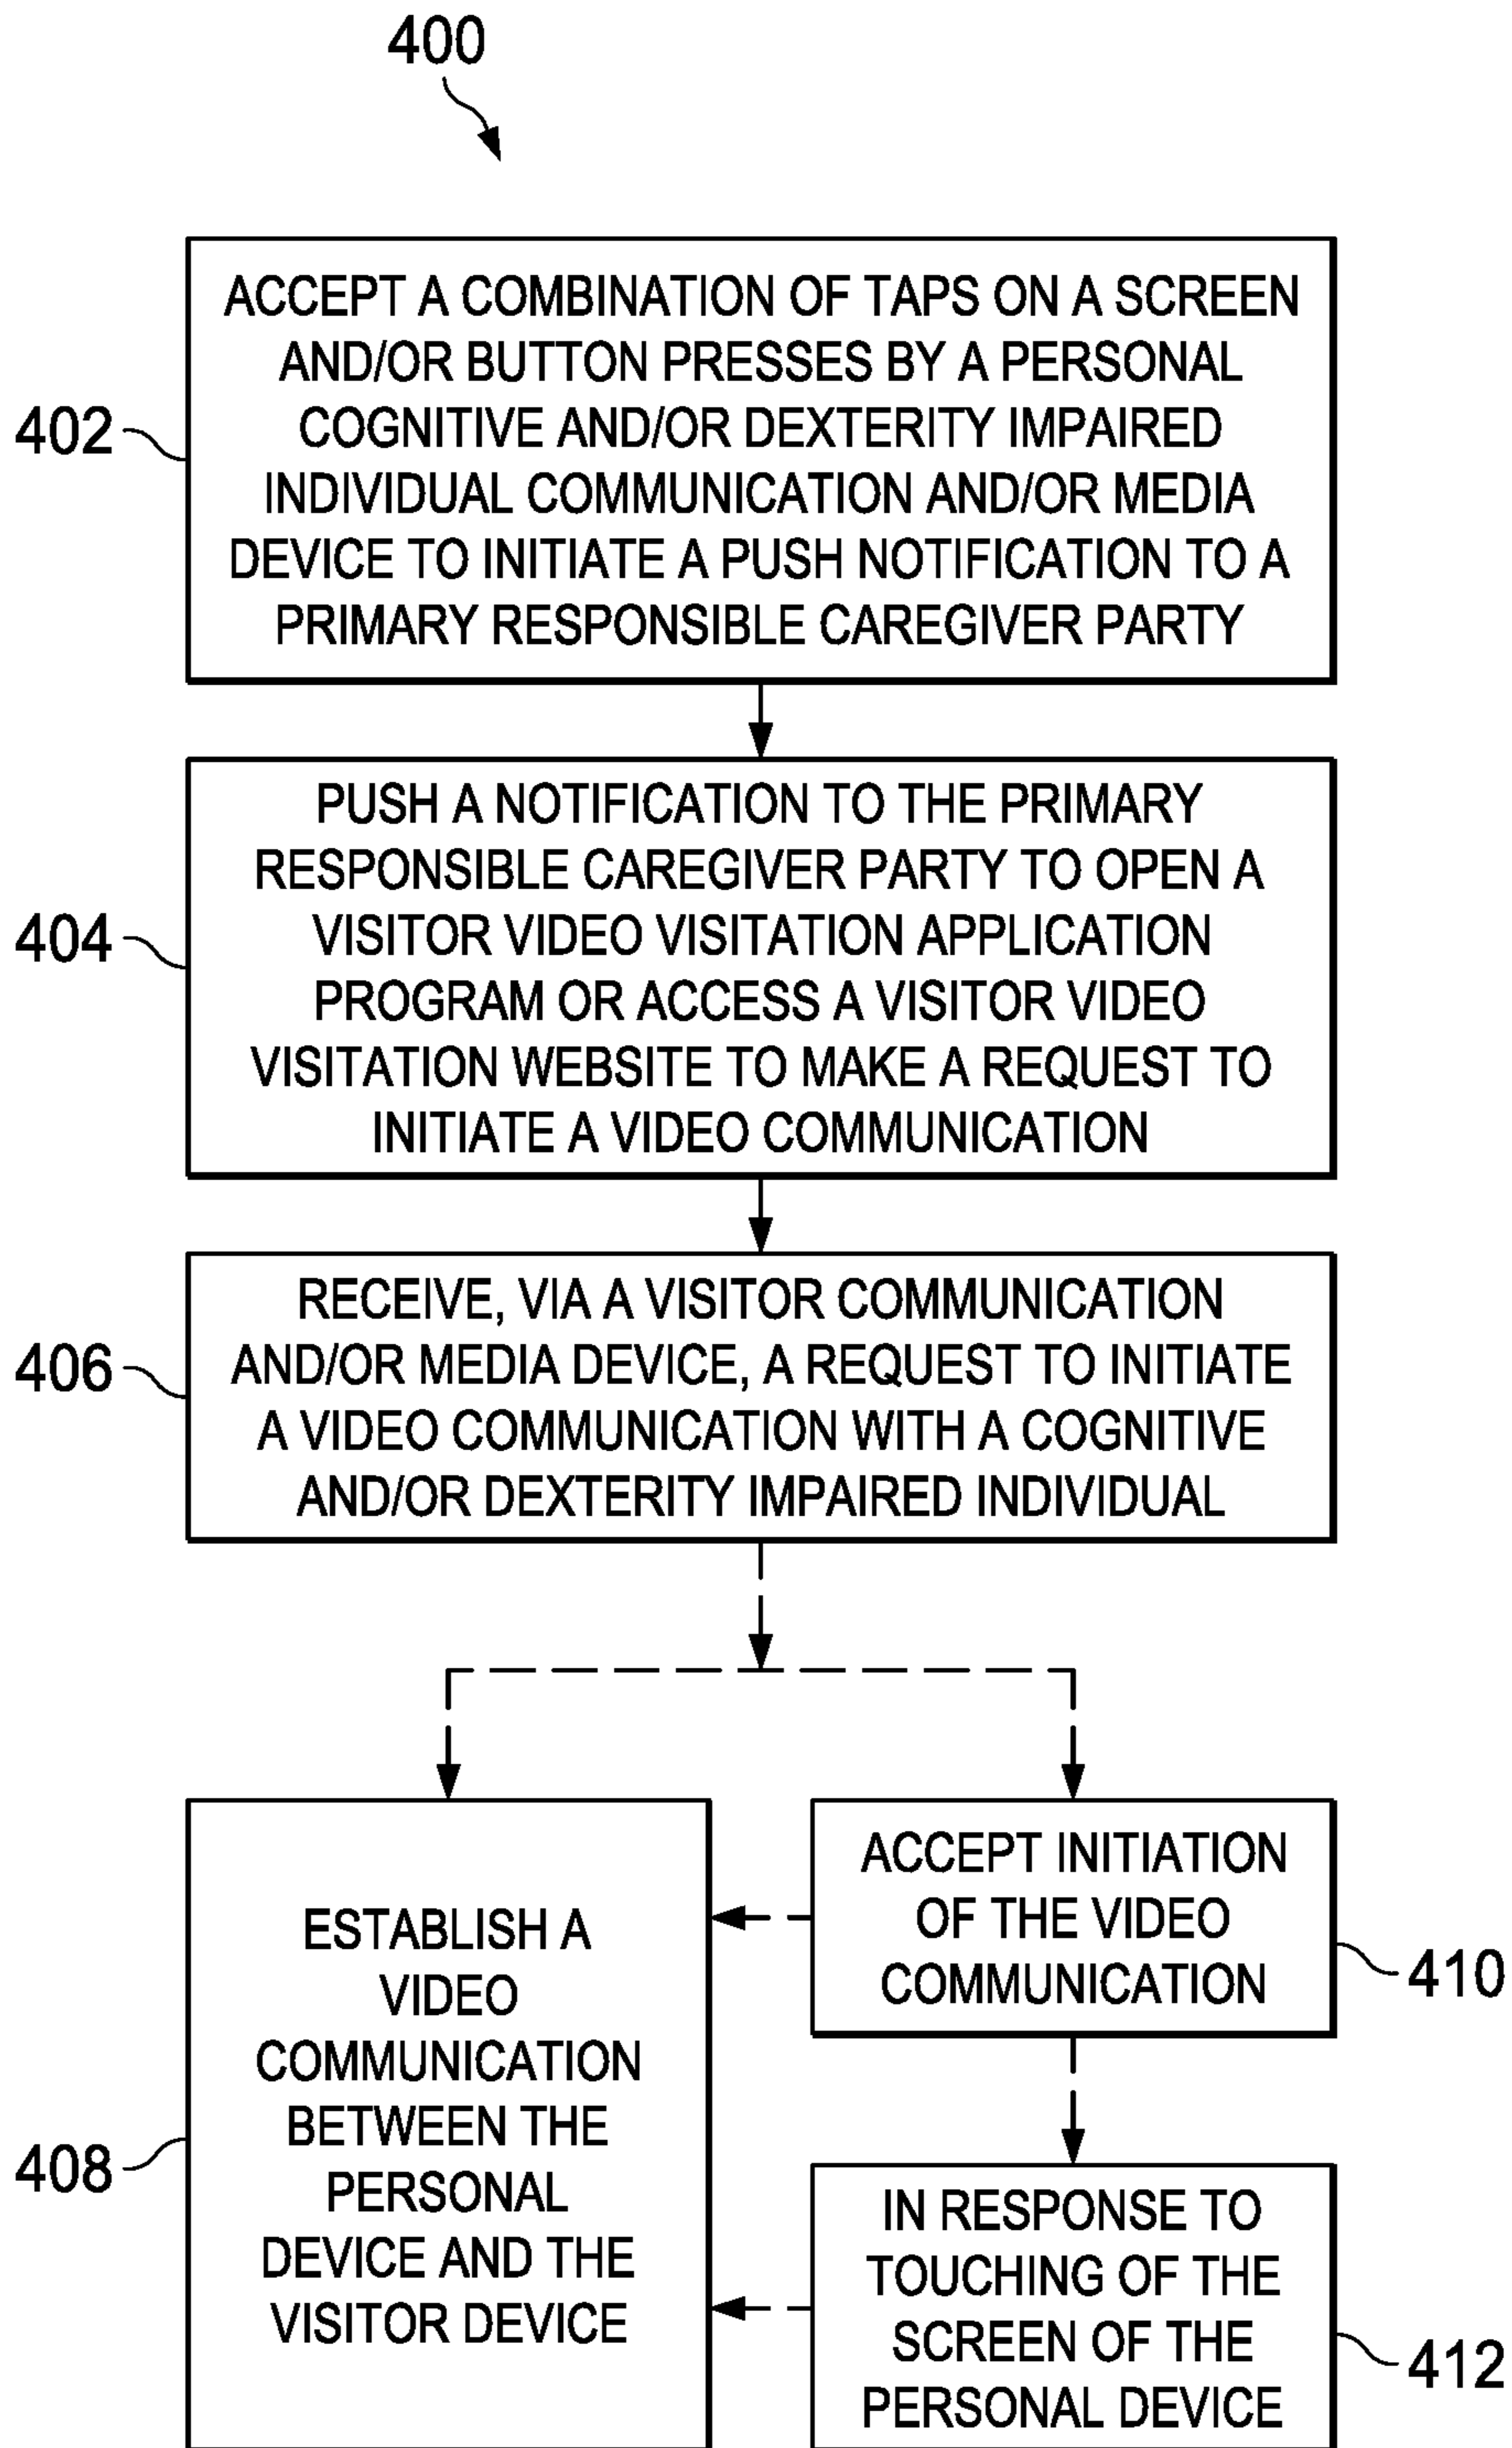 400
402
ACCEPT A COMBINATION OF TAPS ON A SCREEN
AND/OR BUTTON PRESSES BY A PERSONAL
COGNITIVE AND/OR DEXTERITY IMPAIRED
INDIVIDUAL COMMUNICATION AND/OR MEDIA
DEVICE TO INITIATE A PUSH NOTIFICATION TO A
PRIMARY RESPONSIBLE CAREGIVER PARTY
404
PUSH A NOTIFICATION TO THE PRIMARY
RESPONSIBLE CAREGIVER PARTY TO OPEN A
VISITOR VIDEO VISITATION APPLICATION
PROGRAM OR ACCESS A VISITOR VIDEO
VISITATION WEBSITE TO MAKE A REQUEST TO
INITIATE A VIDEO COMMUNICATION
406
RECEIVE, VIA A VISITOR COMMUNICATION
AND/OR MEDIA DEVICE, A REQUEST TO INITIATE
A VIDEO COMMUNICATION WITH A COGNITIVE
AND/OR DEXTERITY IMPAIRED INDIVIDUAL
408
ESTABLISH A
VIDEO
COMMUNICATION
BETWEEN THE
PERSONAL
DEVICE AND THE
VISITOR DEVICE
ACCEPT INITIATION
OF THE VIDEO
COMMUNICATION
410
IN RESPONSE TO
TOUCHING OF THE
SCREEN OF THE
PERSONAL DEVICE
412